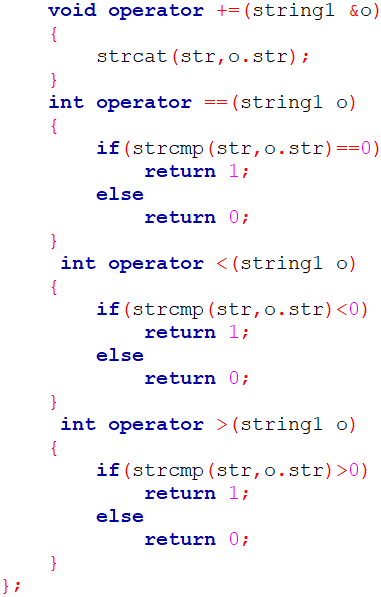 void operator +=(string1 &o)
{
strcat(str,o.str);
}
int operator ==(string1 o)
{
if(strcmp(str,o.str)==0)
return 1;
else
return 0;
}
int operator <(string1 o)
{
if(strcmp(str,o.str)<0)
return 1;
else
return 0;
}
int operator >(string1 o)
{
if(strcmp(str,o.str)>0)
return 1;
else
return 0;
}
};